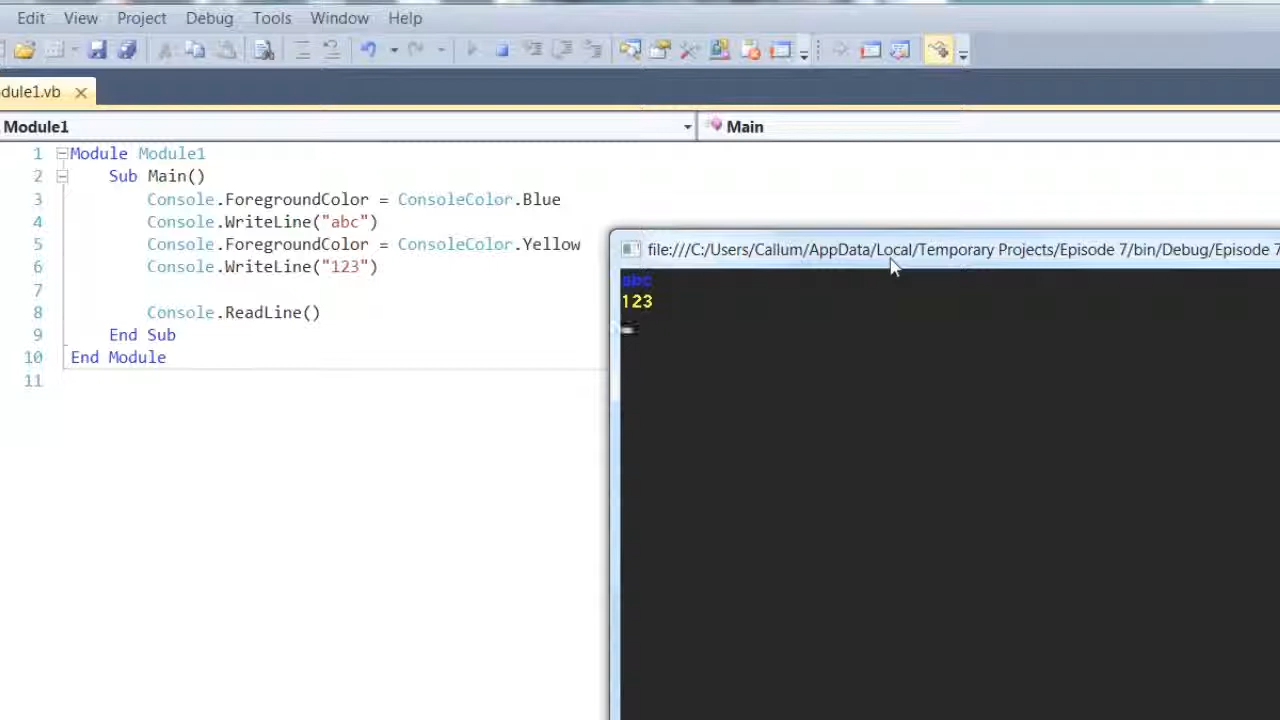 Edit View Project Debug Tools Window Help
dule1.vb
Module1 Main
1 Module Module1
2 Sub Main()
3 Console.ForegroundColor = ConsoleColor.Blue
4 Console.WriteLine("abc")
5 Console.ForegroundColor = ConsoleColor.Yellow
6 Console.WriteLine("123")
7
8 Console.ReadLine()
9 End Sub
10 End Module
11
file:///C:/Users/Callum/AppData/Local/Temporary Projects/Episode 7/bin/Debug/Episode 7
abc
123